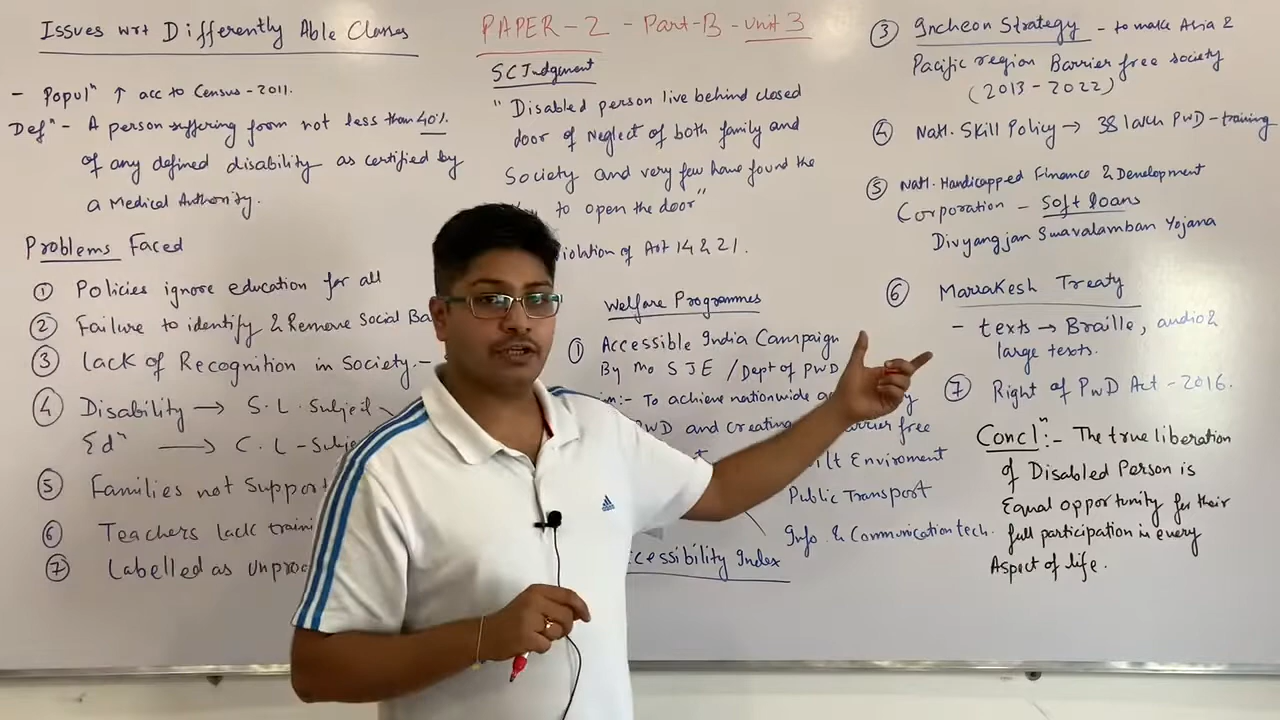 Issues wrt Differently Able Classes
- Populⁿ ↑ acc to Census-2011.
Defⁿ - A person suffering from not less than 40%
of any defined disability as certified by
a Medical Authority.
Problems Faced
① Policies ignore education for all
② Failure to identify & Remove Social Ba
③ lack of Recognition in Society.-
④ Disability → S.L. Subject
Edⁿ → C.L-Subje
⑤ Families not Support
⑥ Teachers lack traini
⑦ Labelled as unpro
PAPER-2 - Part-B - unit 3
SC Judgement
"Disabled person live behind closed
door of Neglect of both family and
Society and very few have found the
to open the door"
iolation of Art 14 & 21.
Welfare Programmes
① Accessible India Campaign
By Mo SJE / Dept of PWD
im:- To achieve nationwide a
PWD and creating barrier free
ilt Enviroment
Public Transport
Info. & Communication tech.
ccessibility Index
③ Incheon Strategy - to make Asia &
Pacific region Barrier free society
(2013-2022)
④ Natl. Skill Policy → 38 lakh PWD-training
⑤ Natl. Handicapped Finance & Development
Corporation - Soft loans
Divyangjan Swavalamban Yojana
⑥ Marrakesh Treaty
- texts → Braille, audio &
large texts.
⑦ Right of PwD Act-2016.
Conclⁿ:- The true liberation
of Disabled Person is
Equal opportunity for their
full participation in every
Aspect of life.